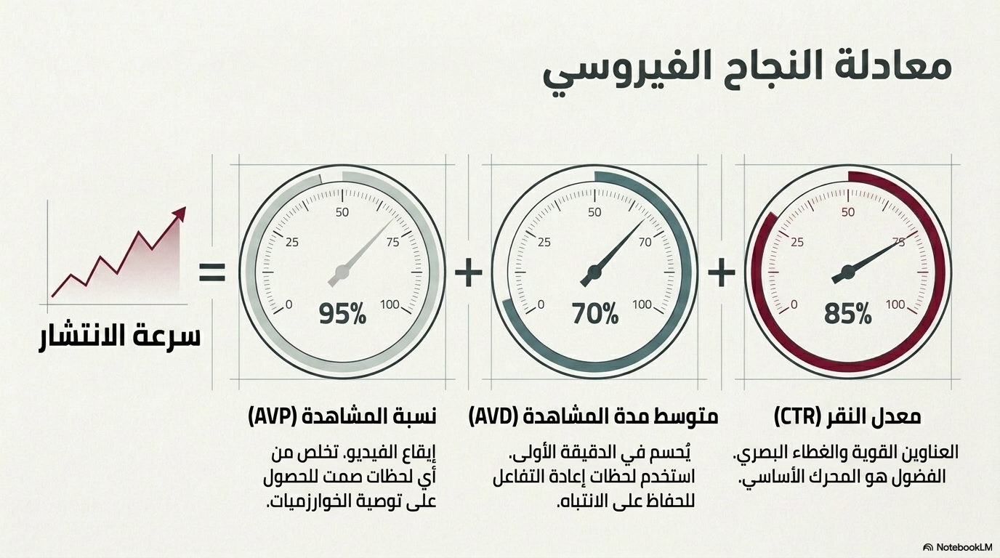 معادلة النجاح الفيروسي
50
25
75
0
100
85%
معدل النقر (CTR)
العناوين القوية والغطاء البصري.
الفضول هو المحرك الأساسي.
+
50
25
70
0
100
70%
متوسط مدة المشاهدة (AVD)
يُحسم في الدقيقة الأولى.
استخدم لحظات إعادة التفاعل
للحفاظ على الانتباه.
+
50
25
75
0
100
95%
نسبة المشاهدة (AVP)
إيقاع الفيديو. تخلص من
أي لحظات صمت للحصول
على توصية الخوارزميات.
=
سرعة الانتشار
NotebookLM